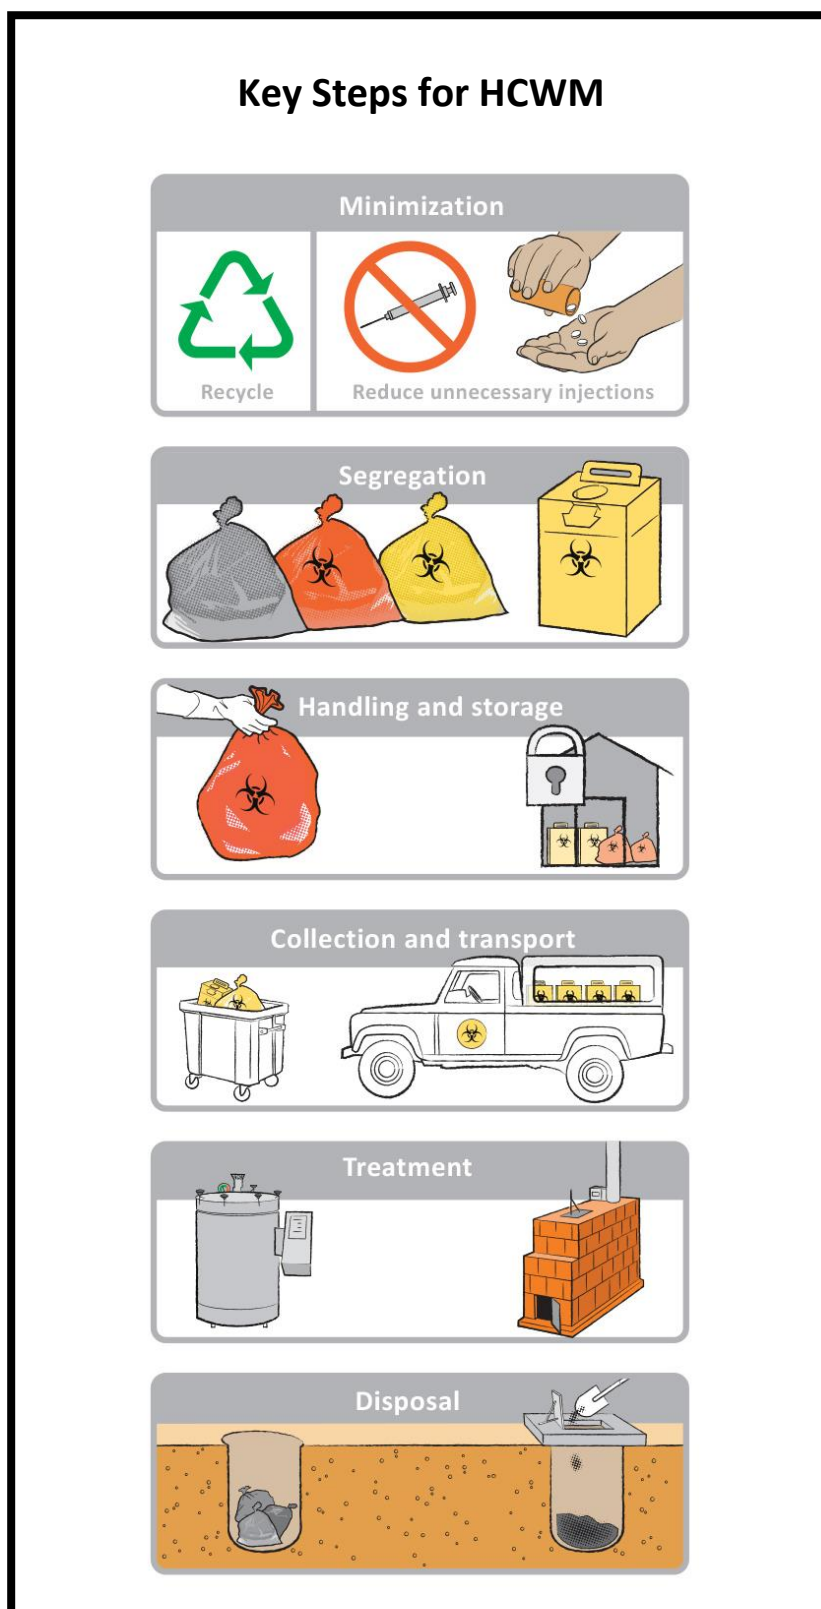 Key Steps for HCWM
Minimization
Recycle
Reduce unnecessary injections
Segregation
Handling and storage
Collection and transport
Treatment
Disposal